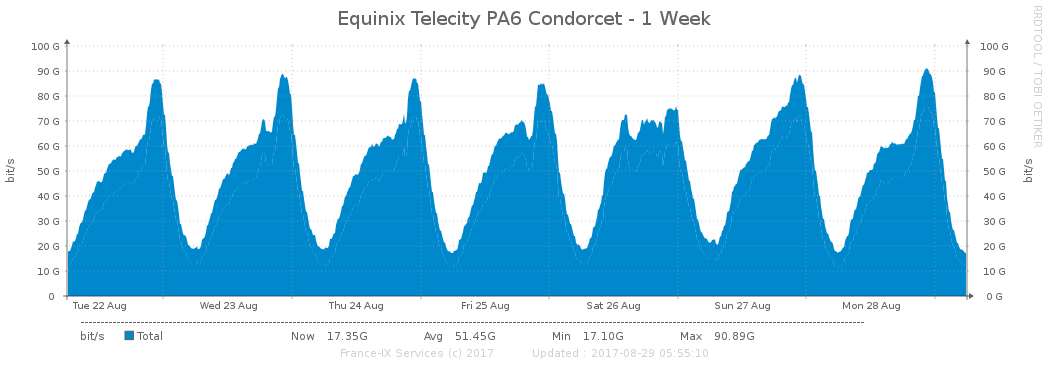 Equinix Telecity PA6 Condorcet - 1 Week
RRDTOOL / TOBI OETIKER
bit/s
100 G
90 G
80 G
70 G
60 G
50 G
40 G
30 G
20 G
10 G
0
100 G
90 G
80 G
70 G
60 G
50 G
40 G
30 G
20 G
10 G
0 G
bit/s
Tue 22 Aug Wed 23 Aug Thu 24 Aug Fri 25 Aug Sat 26 Aug Sun 27 Aug Mon 28 Aug
bit/s Total Now 17.35G Avg 51.45G Min 17.10G Max 90.89G
France-IX Services (c) 2017 Updated : 2017-08-29 05:55:10